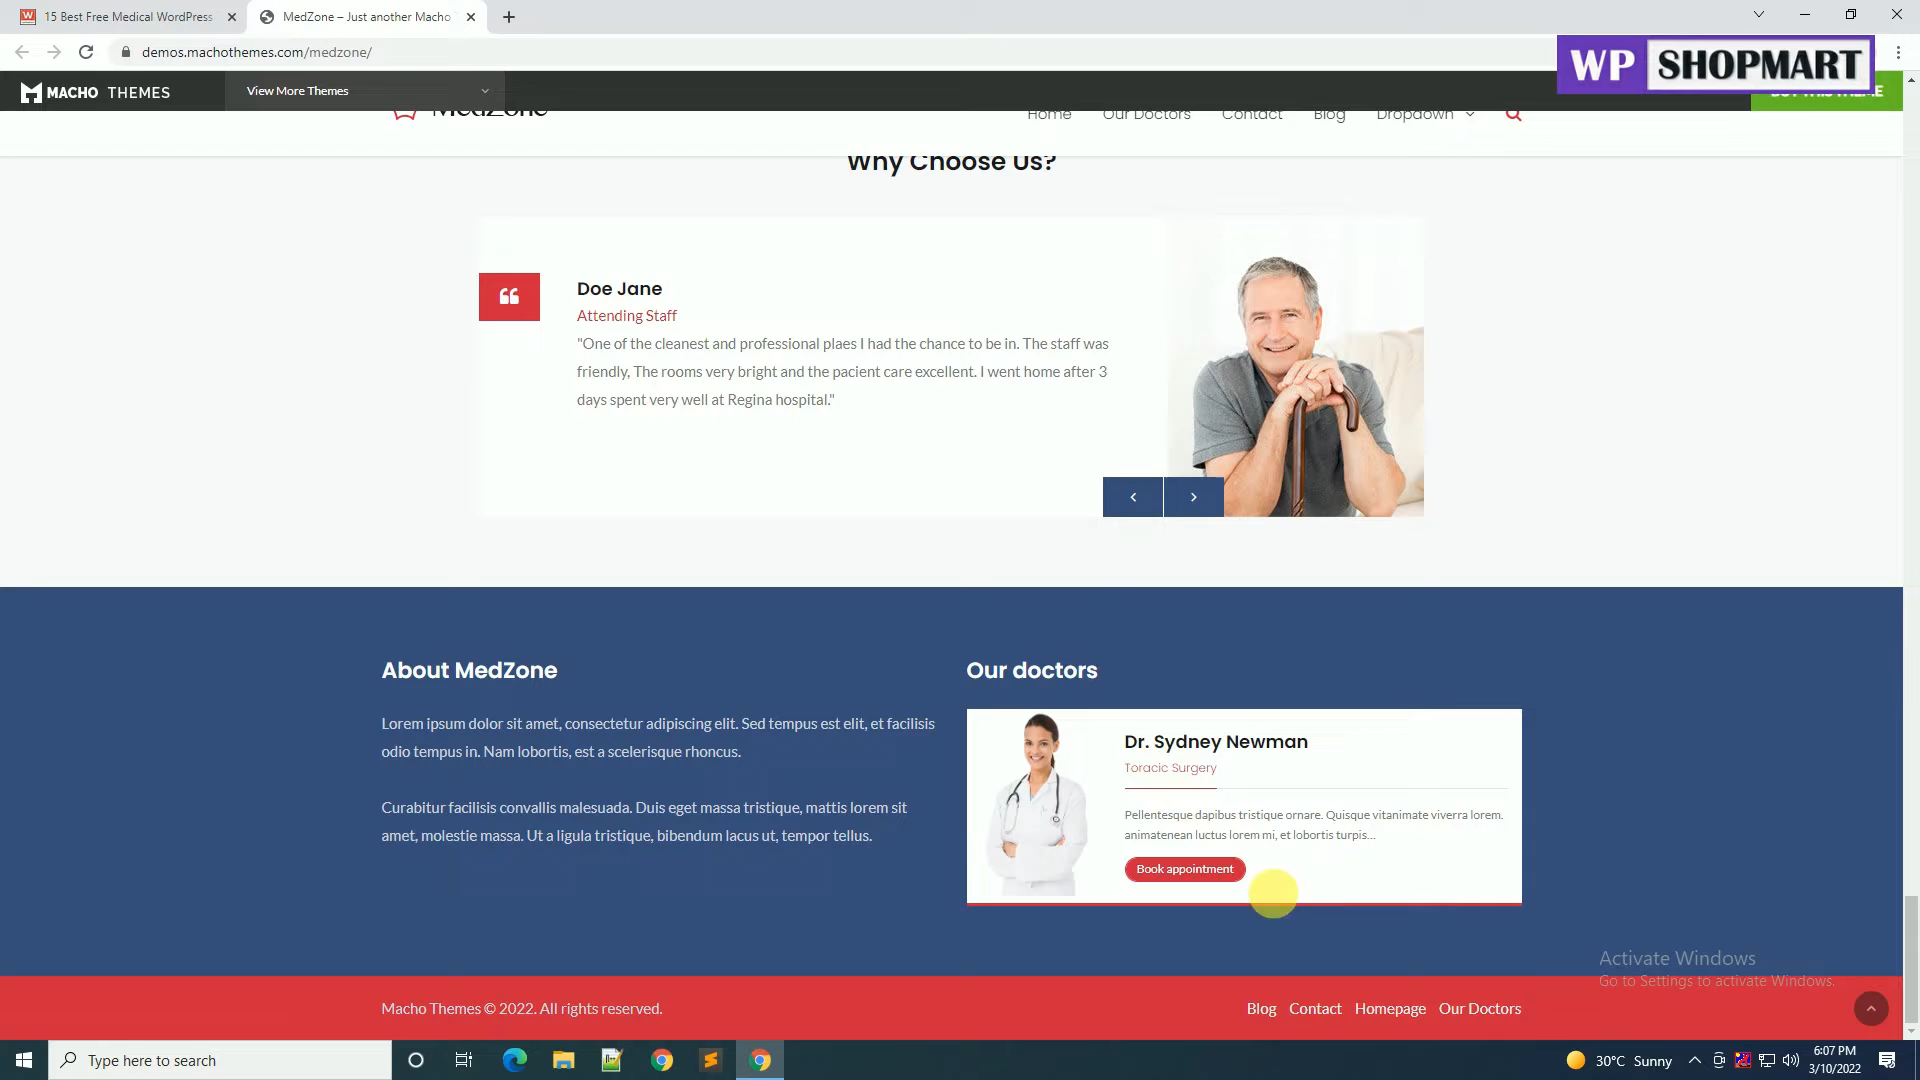 15 Best Free Medical WordPress
MedZone – Just another Macho
demos.machothemes.com/medzone/
WP SHOPMART
MACHO THEMES
View More Themes
MedZone
Home
Our Doctors
Contact
Blog
Dropdown
Why Choose Us?
Doe Jane
Attending Staff
"One of the cleanest and professional plaes I had the chance to be in. The staff was
friendly, The rooms very bright and the pacient care excellent. I went home after 3
days spent very well at Regina hospital."
About MedZone
Lorem ipsum dolor sit amet, consectetur adipiscing elit. Sed tempus est elit, et facilisis
odio tempus in. Nam lobortis, est a scelerisque rhoncus.
Curabitur facilisis convallis malesuada. Duis eget massa tristique, mattis lorem sit
amet, molestie massa. Ut a ligula tristique, bibendum lacus ut, tempor tellus.
Our doctors
Dr. Sydney Newman
Toracic Surgery
Pellentesque dapibus tristique ornare. Quisque vitanimate viverra lorem.
animatenean luctus lorem mi, et lobortis turpis...
Book appointment
Activate Windows
Go to Settings to activate Windows.
Macho Themes © 2022. All rights reserved.
Blog Contact Homepage Our Doctors
Type here to search
30°C Sunny
6:07 PM
3/10/2022